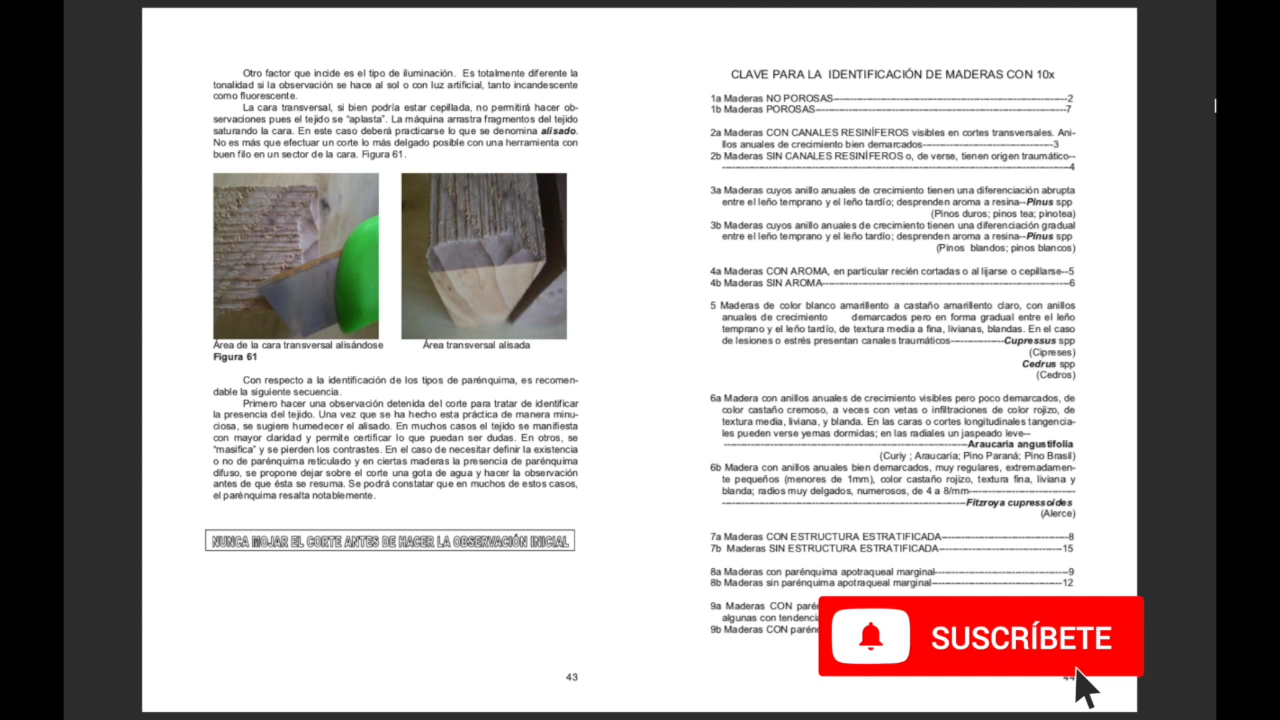 Otro factor que incide es el tipo de iluminación. Es totalmente diferente la
tonalidad si la observación se hace al sol o con luz artificial, tanto incandescente
como fluorescente.
La cara transversal, si bien podría estar cepillada, no permitirá hacer ob-
servaciones pues el tejido se “aplasta”. La máquina arrastra fragmentos del tejido
saturando la cara. En este caso deberá practicarse lo que se denomina alisado.
No es más que efectuar un corte lo más delgado posible con una herramienta con
buen filo en un sector de la cara. Figura 61.
Área de la cara transversal alisándose
Área transversal alisada
Figura 61
Con respecto a la identificación de los tipos de parénquima, es recomen-
dable la siguiente secuencia.
Primero hacer una observación detenida del corte para tratar de identificar
la presencia del tejido. Una vez que se ha hecho esta práctica de manera minu-
ciosa, se sugiere humedecer el alisado. En muchos casos el tejido se manifiesta
con mayor claridad y permite certificar lo que puedan ser dudas. En otros, se
“masifica” y se pierden los contrastes. En el caso de necesitar definir la existencia
o no de parénquima reticulado y en ciertas maderas la presencia de parénquima
difuso, se propone dejar sobre el corte una gota de agua y hacer la observación
antes de que ésta se resuma. Se podrá constatar que en muchos de estos casos,
el parénquima resalta notablemente.
NUNCA MOJAR EL CORTE ANTES DE HACER LA OBSERVACIÓN INICIAL
43
CLAVE PARA LA IDENTIFICACIÓN DE MADERAS CON 10x
1a Maderas NO POROSAS---2
1b Maderas POROSAS---7
2a Maderas CON CANALES RESINÍFEROS visibles en cortes transversales. Ani-
llos anuales de crecimiento bien demarcados---3
2b Maderas SIN CANALES RESINÍFEROS o, de verse, tienen origen traumático--
---4
3a Maderas cuyos anillo anuales de crecimiento tienen una diferenciación abrupta
entre el leño temprano y el leño tardío; desprenden aroma a resina--Pinus spp
(Pinos duros; pinos tea; pinotea)
3b Maderas cuyos anillo anuales de crecimiento tienen una diferenciación gradual
entre el leño temprano y el leño tardío; desprenden aroma a resina--Pinus spp
(Pinos blandos; pinos blancos)
4a Maderas CON AROMA, en particular recién cortadas o al lijarse o cepillarse--5
4b Maderas SIN AROMA---6
5 Maderas de color blanco amarillento a castaño amarillento claro, con anillos
anuales de crecimiento demarcados pero en forma gradual entre el leño
temprano y el leño tardío, de textura media a fina, livianas, blandas. En el caso
de lesiones o estrés presentan canales traumáticos---Cupressus spp
(Cipreses)
Cedrus spp
(Cedros)
6a Madera con anillos anuales de crecimiento visibles pero poco demarcados, de
color castaño cremoso, a veces con vetas o infiltraciones de color rojizo, de
textura media, liviana, y blanda. En las caras o cortes longitudinales tangencia-
les pueden verse yemas dormidas; en las radiales un jaspeado leve--
---Araucaria angustifolia
(Curiy ; Araucaria; Pino Paraná; Pino Brasil)
6b Madera con anillos anuales bien demarcados, muy regulares, extremadamen-
te pequeños (menores de 1mm), color castaño rojizo, textura fina, liviana y
blanda; radios muy delgados, numerosos, de 4 a 8/mm---
---Fitzroya cupressoides
(Alerce)
7a Maderas CON ESTRUCTURA ESTRATIFICADA---8
7b Maderas SIN ESTRUCTURA ESTRATIFICADA---15
8a Maderas con parénquima apotraqueal marginal---9
8b Maderas sin parénquima apotraqueal marginal---12
9a Maderas CON
algunas con
9b Maderas CON
SUSCRÍBETE